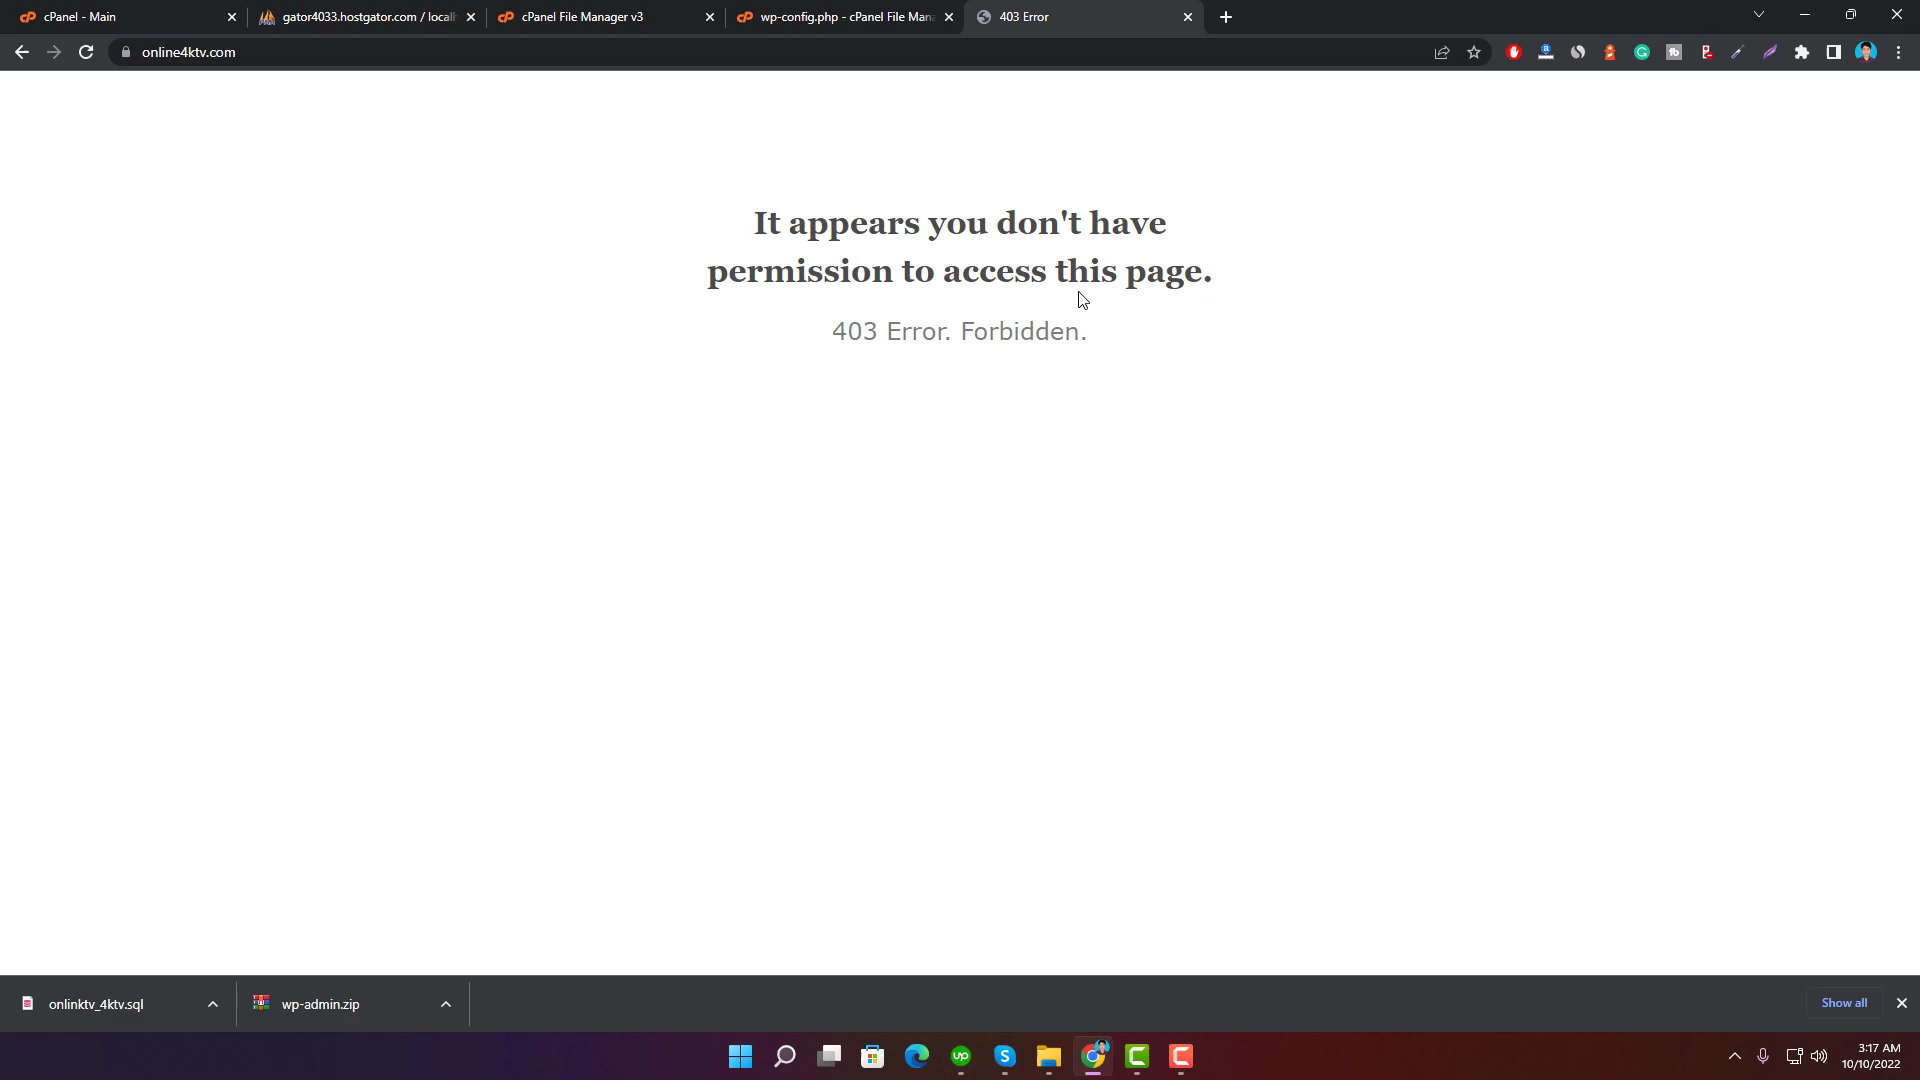 cPanel - Main
gator4033.hostgator.com / localh
cPanel File Manager v3
wp-config.php - cPanel File Mana
403 Error
online4ktv.com
It appears you don't have
permission to access this page.
403 Error. Forbidden.
onlinktv_4ktv.sql
wp-admin.zip
Show all
3:17 AM
10/10/2022